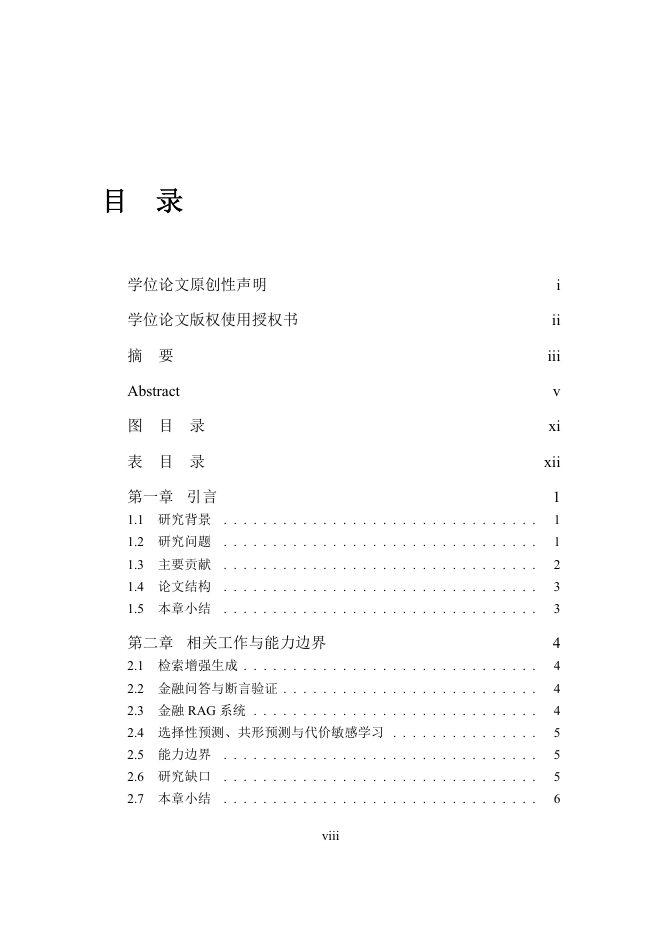 目 录
学位论文原创性声明 i
学位论文版权使用授权书 ii
摘 要 iii
Abstract v
图 目 录 xi
表 目 录 xii
第一章 引言 1
1.1 研究背景 . . . . . . . . . . . . . . . . . . . . . . . . . . . . . . . . 1
1.2 研究问题 . . . . . . . . . . . . . . . . . . . . . . . . . . . . . . . . 1
1.3 主要贡献 . . . . . . . . . . . . . . . . . . . . . . . . . . . . . . . . 2
1.4 论文结构 . . . . . . . . . . . . . . . . . . . . . . . . . . . . . . . . 3
1.5 本章小结 . . . . . . . . . . . . . . . . . . . . . . . . . . . . . . . . 3
第二章 相关工作与能力边界 4
2.1 检索增强生成 . . . . . . . . . . . . . . . . . . . . . . . . . . . . . . 4
2.2 金融问答与断言验证 . . . . . . . . . . . . . . . . . . . . . . . . . . 4
2.3 金融 RAG 系统 . . . . . . . . . . . . . . . . . . . . . . . . . . . . . 4
2.4 选择性预测、共形预测与代价敏感学习 . . . . . . . . . . . . . . . 5
2.5 能力边界 . . . . . . . . . . . . . . . . . . . . . . . . . . . . . . . . 5
2.6 研究缺口 . . . . . . . . . . . . . . . . . . . . . . . . . . . . . . . . 5
2.7 本章小结 . . . . . . . . . . . . . . . . . . . . . . . . . . . . . . . . 6
viii